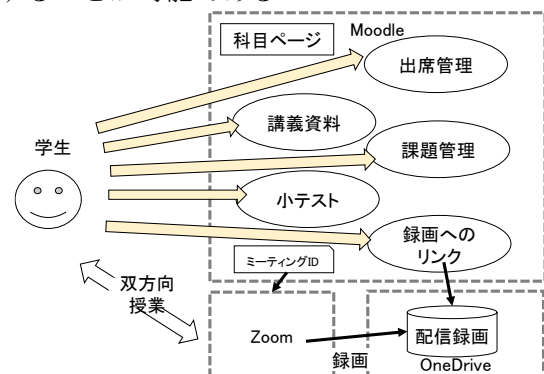 科目ページ
Moodle
出席管理
講義資料
学生
課題管理
小テスト
録画への
リンク
ミーティングID
双方向
授業
Zoom
録画
配信録画
OneDrive